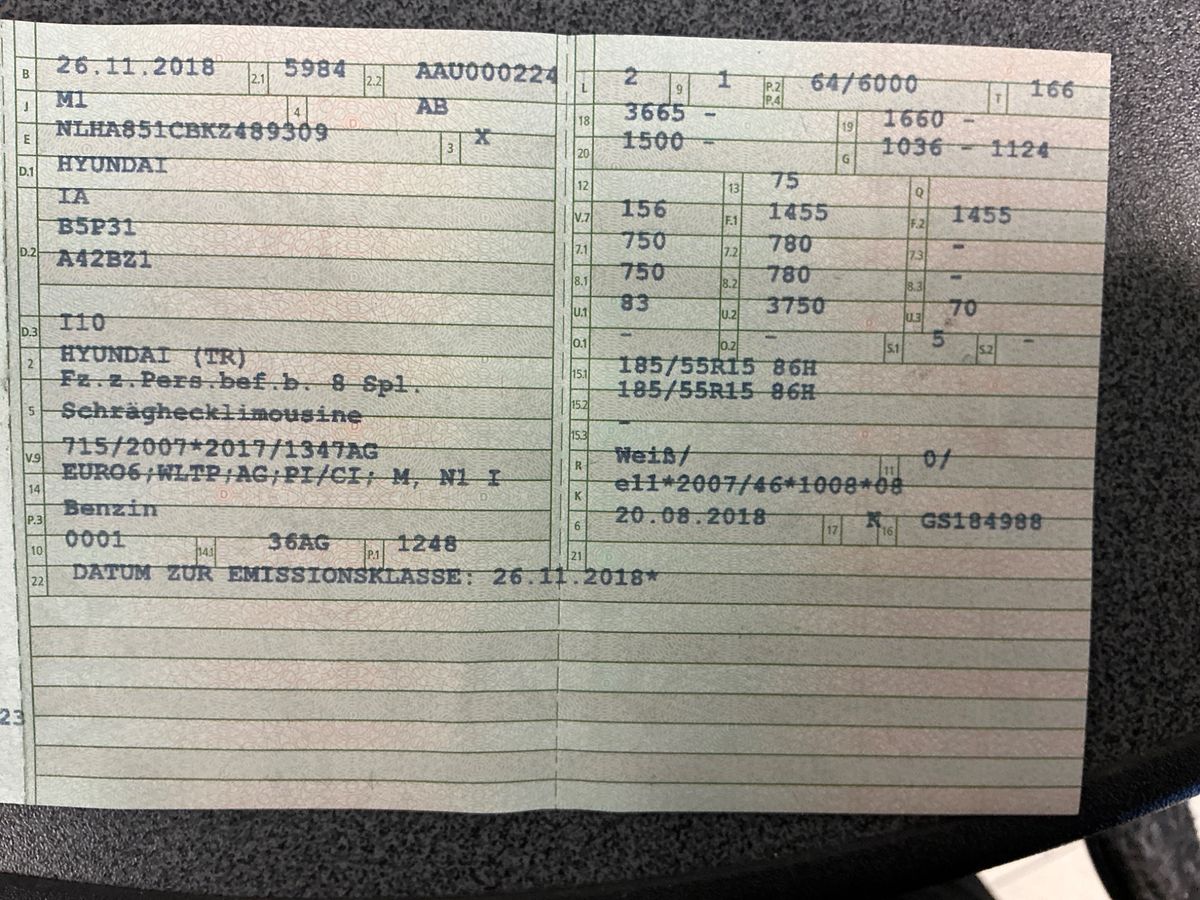 B 26.11.2018 2.1 5984 2.2 AAU000224
J M1 4 AB
E NLHA851CBKZ489309 3 X
D.1 HYUNDAI
IA
B5P31
D.2 A42BZ1
D.3 I10
2 HYUNDAI (TR)
Fz.z.Pers.bef.b. 8 Spl.
5 Schräghecklimousine
V.9 715/2007*2017/1347AG
14 EURO6;WLTP;AG;PI/CI; M, N1 I
P.3 Benzin
10 0001 14.1 36AG P.1 1248
22 DATUM ZUR EMISSIONSKLASSE: 26.11.2018*
23
L 2 9 1 P.2 P.4 64/6000 T 166
18 3665 - 19 1660 -
20 1500 - G 1036 - 1124
12 13 75 Q
V.7 156 F.1 1455 F.2 1455
7.1 750 7.2 780 7.3 -
8.1 750 8.2 780 8.3 -
U.1 83 U.2 3750 U.3 70
O.1 - O.2 - S.1 5 S.2 -
15.1 185/55R15 86H
15.2 185/55R15 86H
15.3 -
R Weiß/ 11 0/
K e11*2007/46*1008*08
6 20.08.2018 17 K 16 GS184988
21